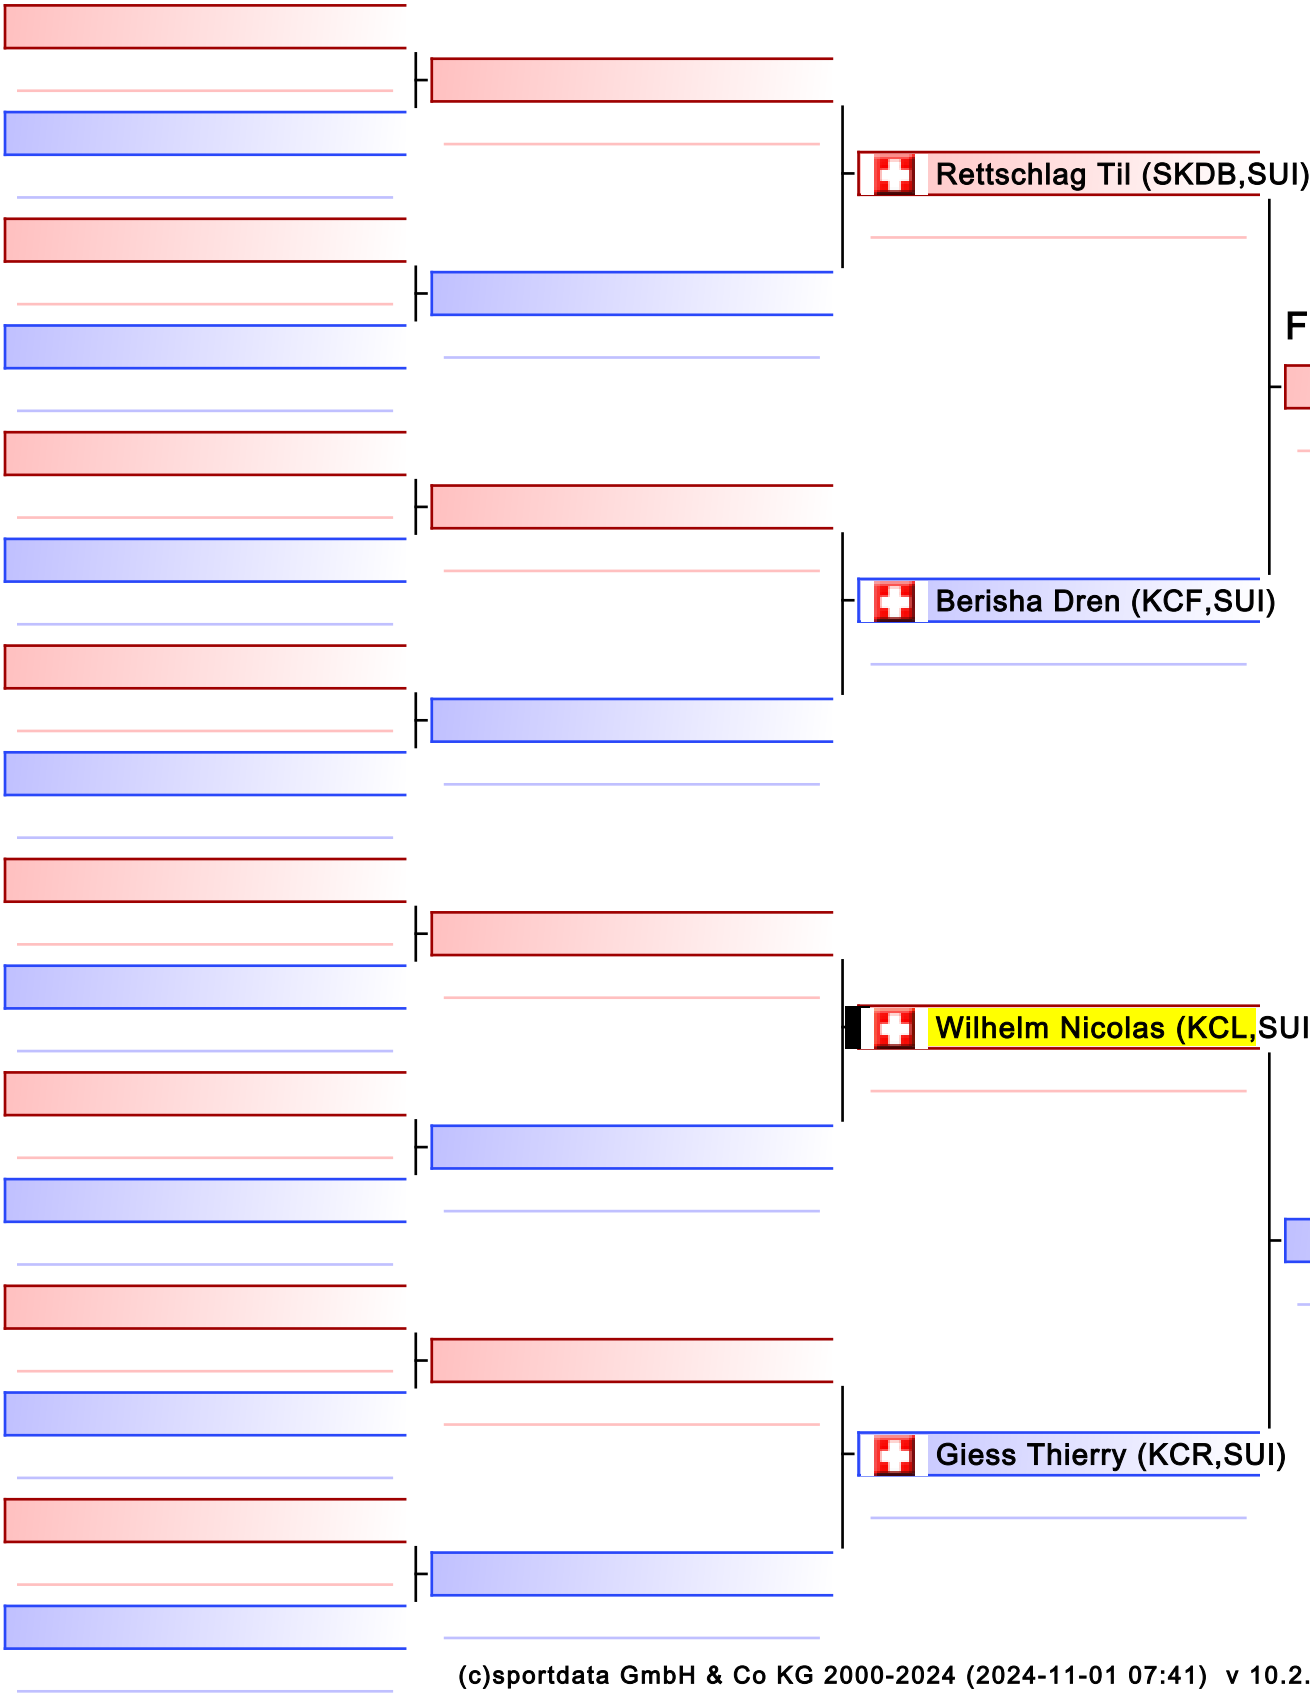 Rettschlag Til (SKDB,SUI)
F
Berisha Dren (KCF,SUI)
Wilhelm Nicolas (KCL,SUI
Giess Thierry (KCR,SUI)
(c)sportdata GmbH & Co KG 2000-2024 (2024-11-01 07:41) v 10.2.